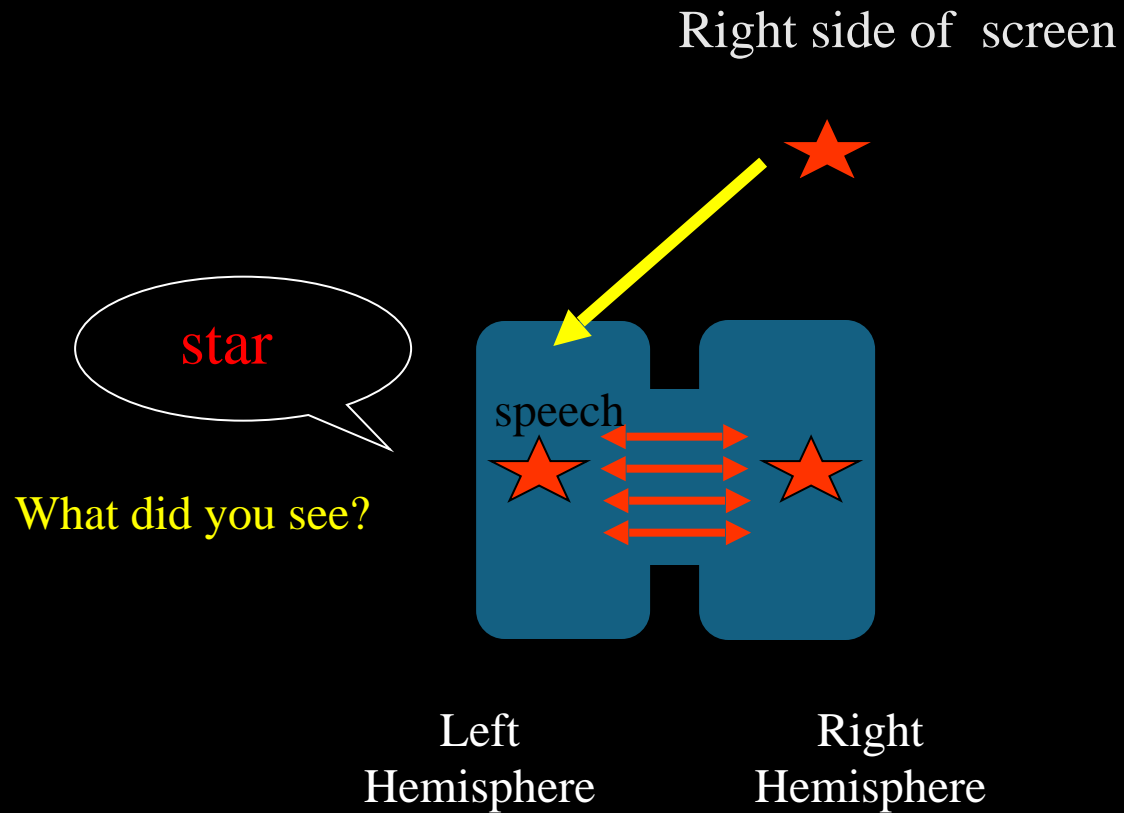 Right side of screen
star
speech
What did you see?
Left
Hemisphere
Right
Hemisphere